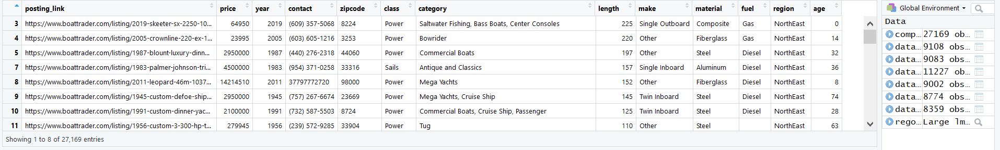 posting_link price year contact zipcode class category length make material fuel region age
3 https://www.boattrader.com/listing/2019-skeeter-sx-2250-10... 64950 2019 (609) 357-5068 8224 Power Saltwater Fishing, Bass Boats, Center Consoles 225 Single Outboard Composite Gas NorthEast 0
4 https://www.boattrader.com/listing/2005-crownline-220-ex-1... 23995 2005 (603) 605-1216 3253 Power Bowrider 220 Other Fiberglass Gas NorthEast 14
5 https://www.boattrader.com/listing/1987-blount-luxury-dinn... 2950000 1987 (440) 276-2318 44060 Power Commercial Boats 197 Other Steel Diesel NorthEast 32
7 https://www.boattrader.com/listing/1983-palmer-johnson-tri... 4500000 1983 (954) 371-0258 33316 Sails Antique and Classics 157 Single Inboard Aluminum Diesel NorthEast 36
8 https://www.boattrader.com/listing/2011-leopard-46m-1037... 14214510 2011 37797772720 98000 Power Mega Yachts 152 Other Fiberglass Diesel NorthEast 8
9 https://www.boattrader.com/listing/1945-custom-defoe-ship... 2950000 1945 (757) 267-6674 23669 Power Mega Yachts, Cruise Ship 145 Twin Inboard Steel Diesel NorthEast 74
10 https://www.boattrader.com/listing/1991-custom-dinner-yac... 2100000 1991 (732) 587-5503 8724 Power Commercial Boats, Cruise Ship, Passenger 125 Twin Inboard Steel Diesel NorthEast 28
11 https://www.boattrader.com/listing/1956-custom-3-300-hp-t... 279945 1956 (239) 572-9285 33904 Power Tug 110 Other Steel NorthEast 63
Showing 1 to 8 of 27,169 entries
Global Environment
Data
comp... 27169 ob...
data... 9108 obs...
data... 9083 obs...
data... 11227 ob...
data... 9002 obs...
data... 8774 obs...
data... 8359 obs...
rego... Large lm...